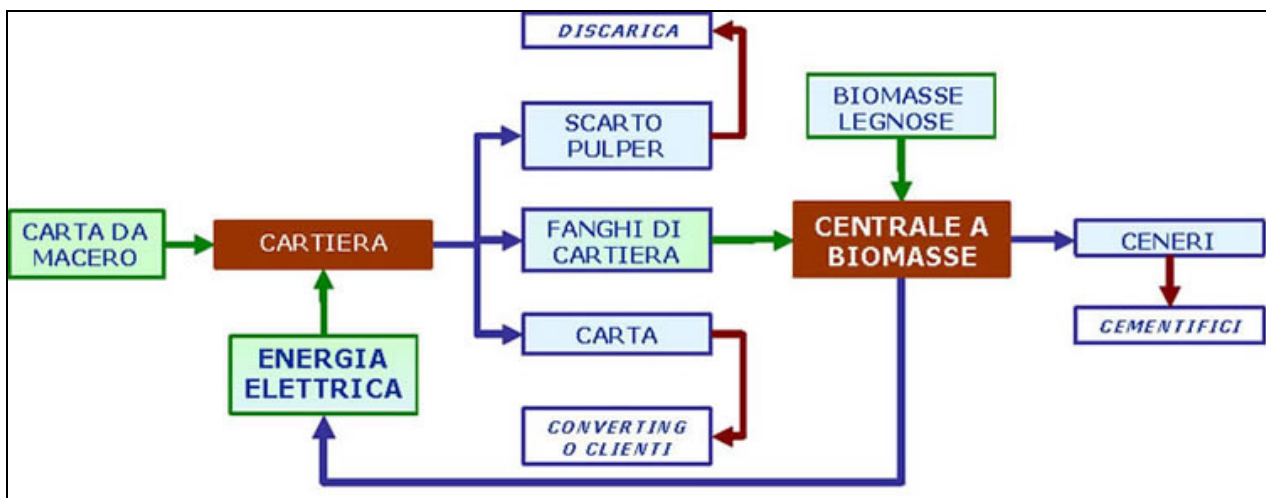 DISCARICA
SCARTO
PULPER
BIOMASSE
LEGNOSE
CARTA DA
MACERO
CARTIERA
FANGHI DI
CARTIERA
CENTRALE A
BIOMASSE
CENERI
CEMENTIFICI
ENERGIA
ELETTRICA
CARTA
CONVERTING
O CLIENTI